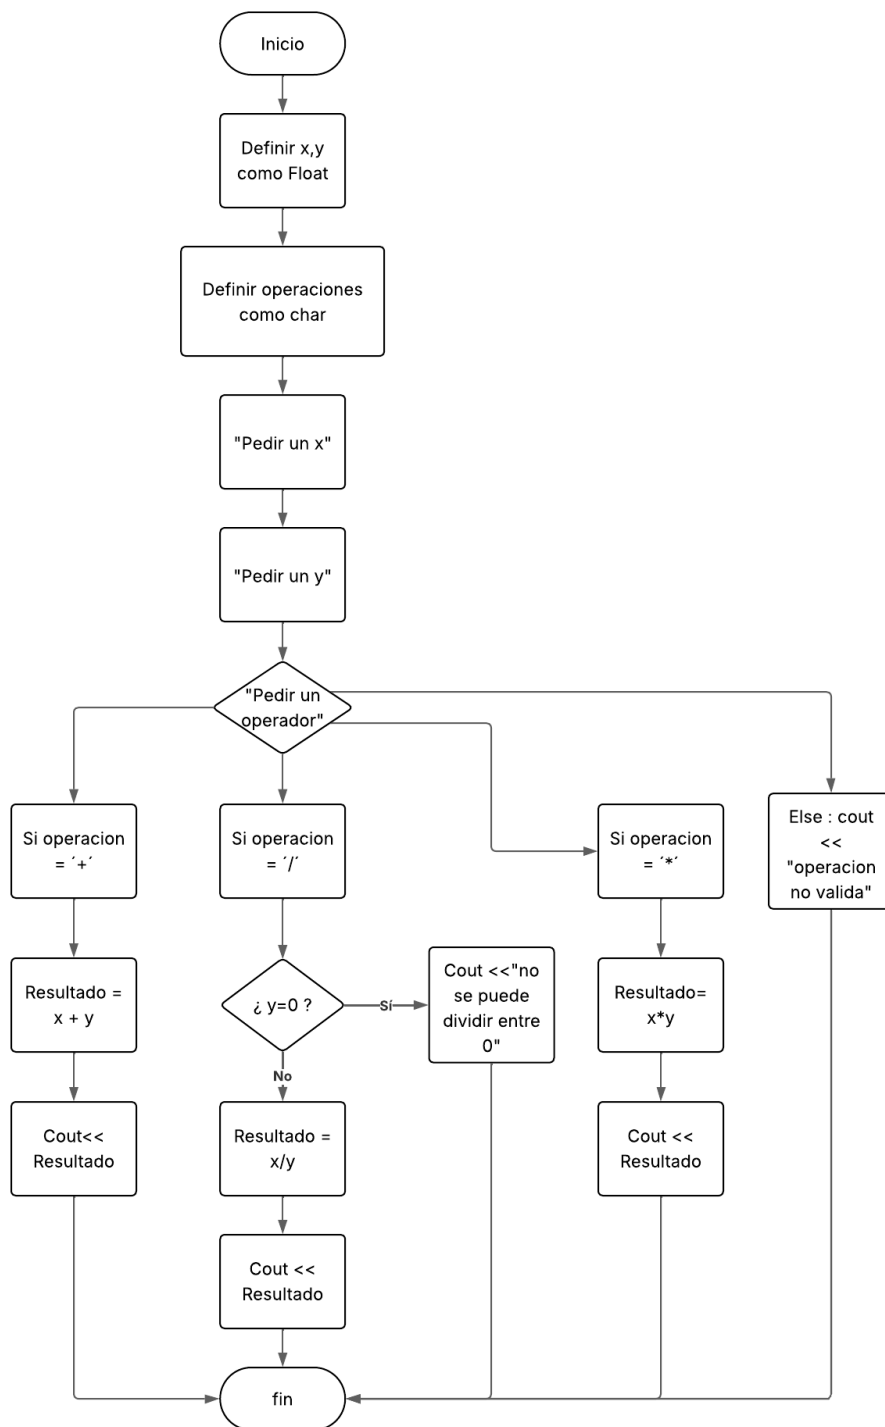 Inicio
Definir x,y
como Float
Definir operaciones
como char
"Pedir un x"
"Pedir un y"
"Pedir un
operador"
Si operacion
= ´+´
Resultado =
x + y
Cout<<
Resultado
Si operacion
= ´/´
¿ y=0 ?
Sí
Cout <<"no
se puede
dividir entre
0"
No
Resultado =
x/y
Cout <<
Resultado
Si operacion
= ´*´
Resultado=
x*y
Cout <<
Resultado
Else : cout
<<
"operacion
no valida"
fin